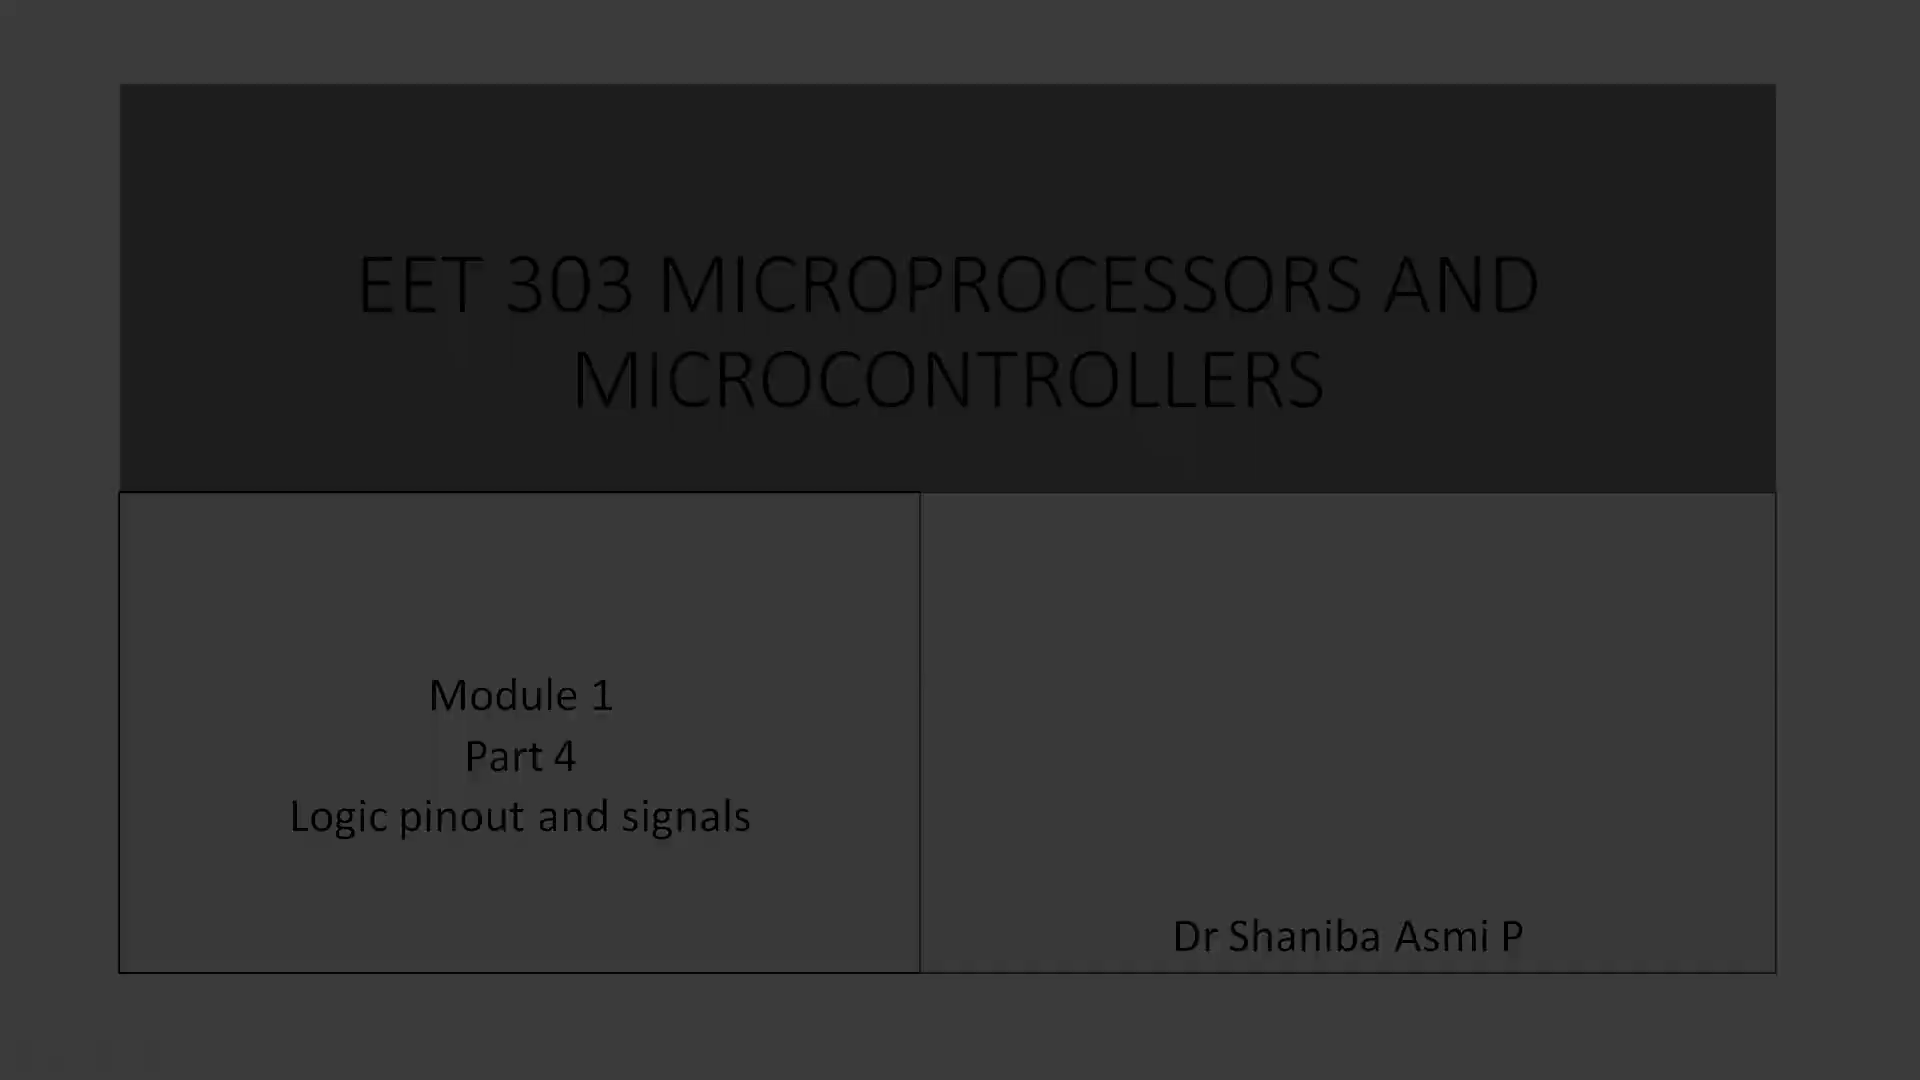 EET 303 MICROPROCESSORS AND
MICROCONTROLLERS
Module 1
Part 4
Logic pinout and signals
Dr Shaniba Asmi P